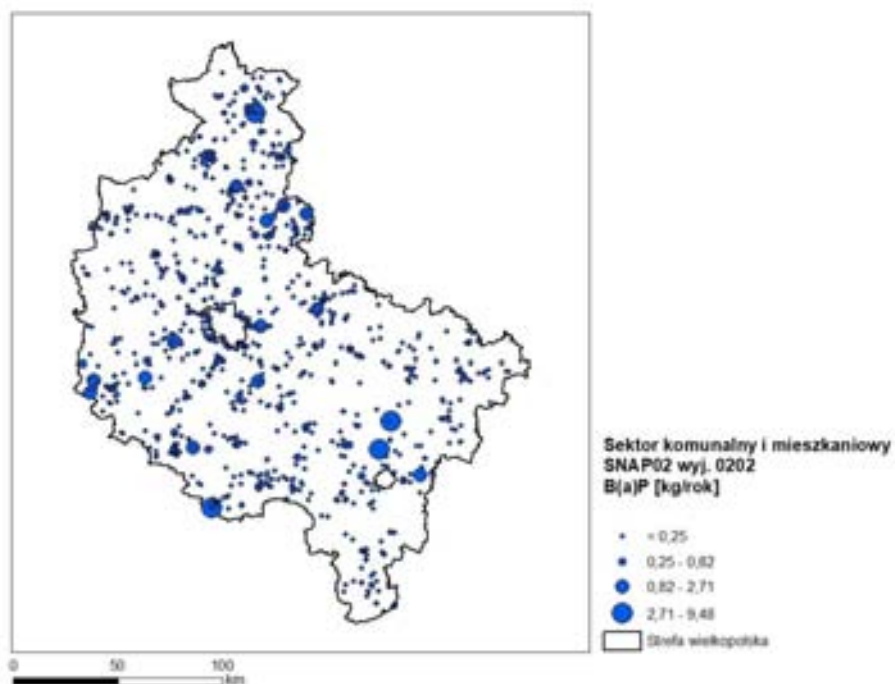 Sektor komunalny i mieszkaniowy
SNAP02 wyj. 0202
B(a)P [kg/rok]
< 0,25
0,25 - 0,82
0,82 - 2,71
2,71 - 9,48
Strefa wielkopolska
0 50 100
km